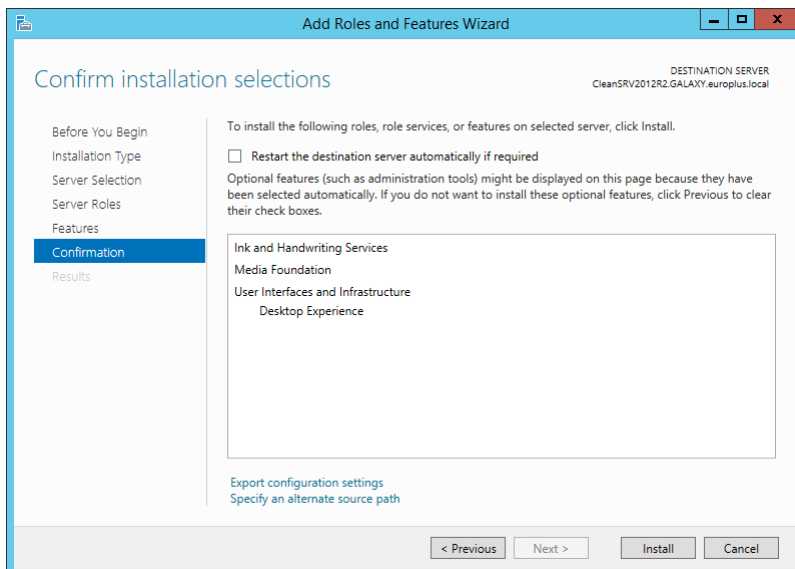 Add Roles and Features Wizard
Confirm installation selections
DESTINATION SERVER
CleanSRV2012R2.GALAXY.europlus.local
Before You Begin
Installation Type
Server Selection
Server Roles
Features
Confirmation
Results
To install the following roles, role services, or features on selected server, click Install.
Restart the destination server automatically if required
Optional features (such as administration tools) might be displayed on this page because they have
been selected automatically. If you do not want to install these optional features, click Previous to clear
their check boxes.
Ink and Handwriting Services
Media Foundation
User Interfaces and Infrastructure
Desktop Experience
Export configuration settings
Specify an alternate source path
< Previous
Next >
Install
Cancel